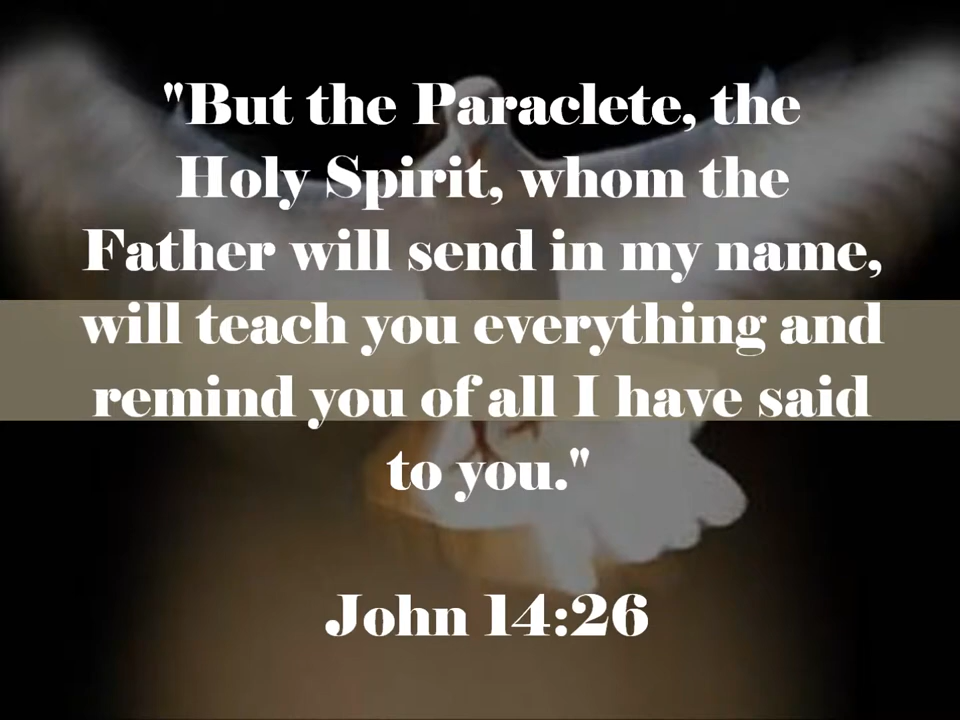 "But the Paraclete, the
Holy Spirit, whom the
Father will send in my name,
will teach you everything and
remind you of all I have said
to you."
John 14:26